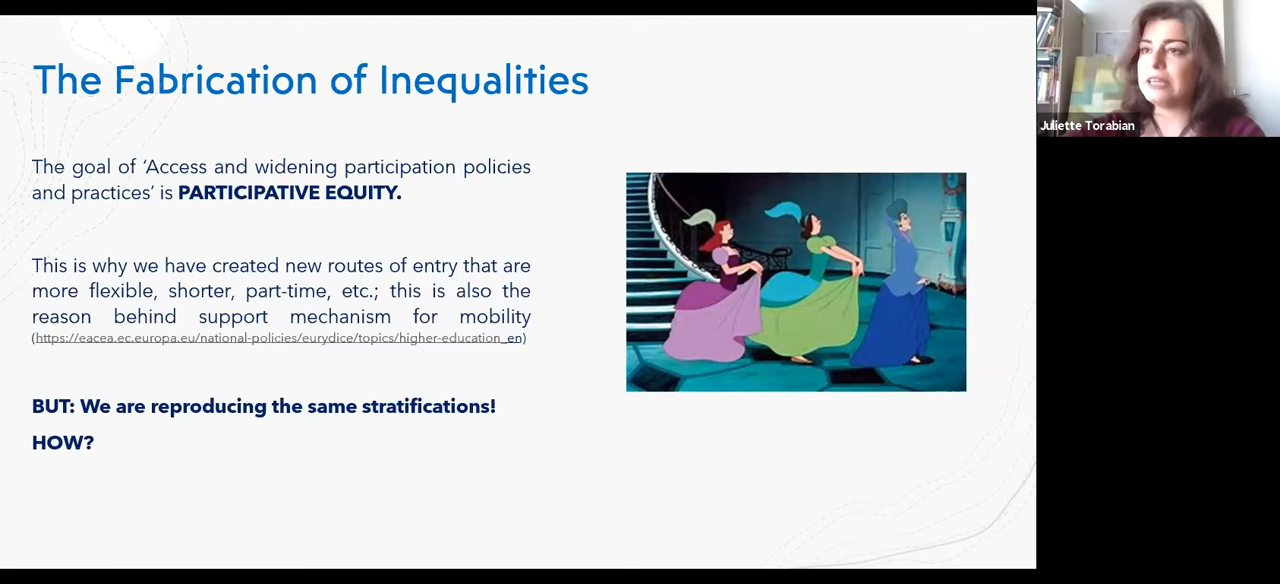 The Fabrication of Inequalities
The goal of ‘Access and widening participation policies
and practices’ is PARTICIPATIVE EQUITY.
This is why we have created new routes of entry that are
more flexible, shorter, part-time, etc.; this is also the
reason behind support mechanism for mobility
(https://eacea.ec.europa.eu/national-policies/eurydice/topics/higher-education_en)
BUT: We are reproducing the same stratifications!
HOW?
Juliette Torabian